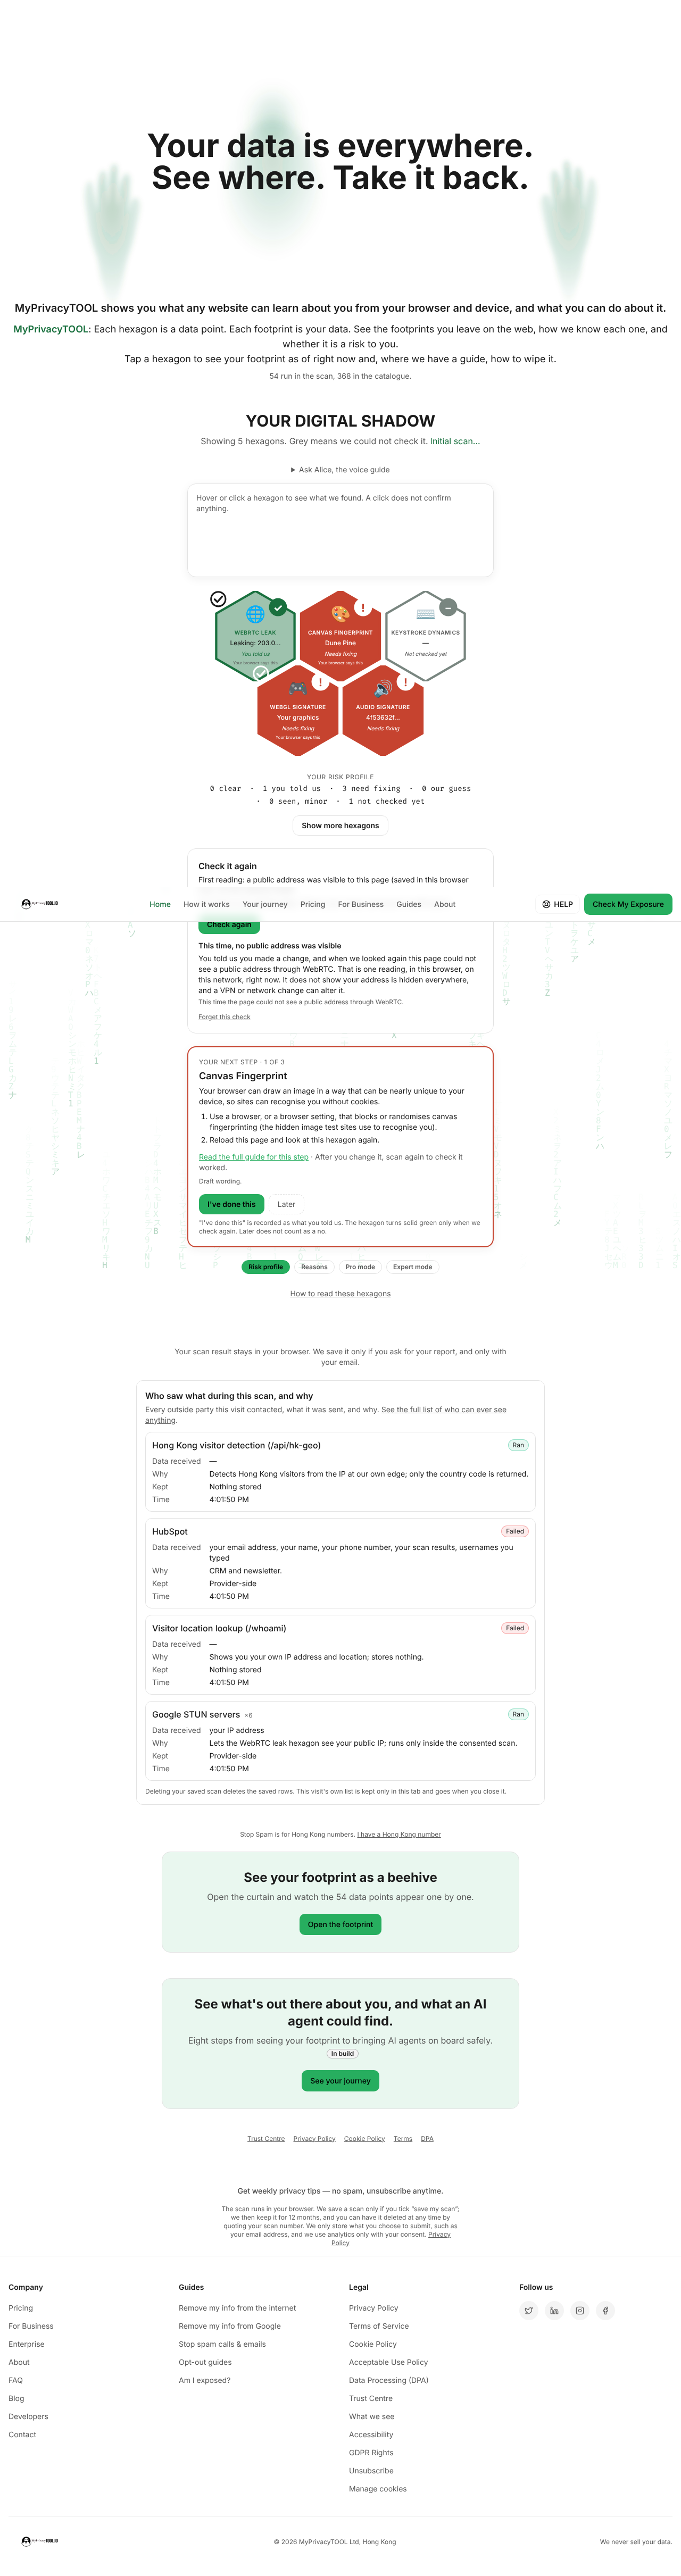 Your data is everywhere.
See where. Take it back.
MyPrivacyTOOL shows you what any website can learn about you from your browser and device, and what you can do about it.
MyPrivacyTOOL: Each hexagon is a data point. Each footprint is your data. See the footprints you leave on the web, how we know each one, and
whether it is a risk to you.
Tap a hexagon to see your footprint as of right now and, where we have a guide, how to wipe it.
54 run in the scan, 368 in the catalogue.
YOUR DIGITAL SHADOW
Showing 5 hexagons. Grey means we could not check it. Initial scan...
▶ Ask Alice, the voice guide
Hover or click a hexagon to see what we found. A click does not confirm
anything.
WEBRTC LEAK
Leaking: 203.0...
You told us
Your browser says this
CANVAS FINGERPRINT
Dune Pine
Needs fixing
Your browser says this
KEYSTROKE DYNAMICS
—
Not checked yet
WEBGL SIGNATURE
Your graphics
Needs fixing
Your browser says this
AUDIO SIGNATURE
4f53632f...
Needs fixing
YOUR RISK PROFILE
0 clear · 1 you told us · 3 need fixing · 0 our guess
· 0 seen, minor · 1 not checked yet
Show more hexagons
Check it again
First reading: a public address was visible to this page (saved in this browser
MyPrivacyTOOL.IO
Home
How it works
Your journey
Pricing
For Business
Guides
About
HELP
Check My Exposure
Check again
This time, no public address was visible
You told us you made a change, and when we looked again this page could not
see a public address through WebRTC. That is one reading, in this browser, on
this network, right now. It does not show your address is hidden everywhere,
and a VPN or network change can alter it.
This time the page could not see a public address through WebRTC.
Forget this check
YOUR NEXT STEP · 1 OF 3
Canvas Fingerprint
Your browser can draw an image in a way that can be nearly unique to your
device, so sites can recognise you without cookies.
1. Use a browser, or a browser setting, that blocks or randomises canvas
fingerprinting (the hidden image test sites use to recognise you).
2. Reload this page and look at this hexagon again.
Read the full guide for this step · After you change it, scan again to check it
worked.
Draft wording.
I've done this
Later
"I've done this" is recorded as what you told us. The hexagon turns solid green only when we
check again. Later does not count as a no.
Risk profile
Reasons
Pro mode
Expert mode
How to read these hexagons
Your scan result stays in your browser. We save it only if you ask for your report, and only with
your email.
Who saw what during this scan, and why
Every outside party this visit contacted, what it was sent, and why. See the full list of who can ever see
anything.
Hong Kong visitor detection (/api/hk-geo)
Ran
Data received —
Why Detects Hong Kong visitors from the IP at our own edge; only the country code is returned.
Kept Nothing stored
Time 4:01:50 PM
HubSpot
Failed
Data received your email address, your name, your phone number, your scan results, usernames you
typed
Why CRM and newsletter.
Kept Provider-side
Time 4:01:50 PM
Visitor location lookup (/whoami)
Failed
Data received —
Why Shows you your own IP address and location; stores nothing.
Kept Nothing stored
Time 4:01:50 PM
Google STUN servers ×6
Ran
Data received your IP address
Why Lets the WebRTC leak hexagon see your public IP; runs only inside the consented scan.
Kept Provider-side
Time 4:01:50 PM
Deleting your saved scan deletes the saved rows. This visit's own list is kept only in this tab and goes when you close it.
Stop Spam is for Hong Kong numbers. I have a Hong Kong number
See your footprint as a beehive
Open the curtain and watch the 54 data points appear one by one.
Open the footprint
See what's out there about you, and what an AI
agent could find.
Eight steps from seeing your footprint to bringing AI agents on board safely.
In build
See your journey
Trust Centre
Privacy Policy
Cookie Policy
Terms
DPA
Get weekly privacy tips — no spam, unsubscribe anytime.
The scan runs in your browser. We save a scan only if you tick "save my scan";
we then keep it for 12 months, and you can have it deleted at any time by
quoting your scan number. We only store what you choose to submit, such as
your email address, and we use analytics only with your consent. Privacy
Policy
Company
Pricing
For Business
Enterprise
About
FAQ
Blog
Developers
Contact
Guides
Remove my info from the internet
Remove my info from Google
Stop spam calls & emails
Opt-out guides
Am I exposed?
Legal
Privacy Policy
Terms of Service
Cookie Policy
Acceptable Use Policy
Data Processing (DPA)
Trust Centre
What we see
Accessibility
GDPR Rights
Unsubscribe
Manage cookies
Follow us
MyPrivacyTOOL.IO
© 2026 MyPrivacyTOOL Ltd, Hong Kong
We never sell your data.